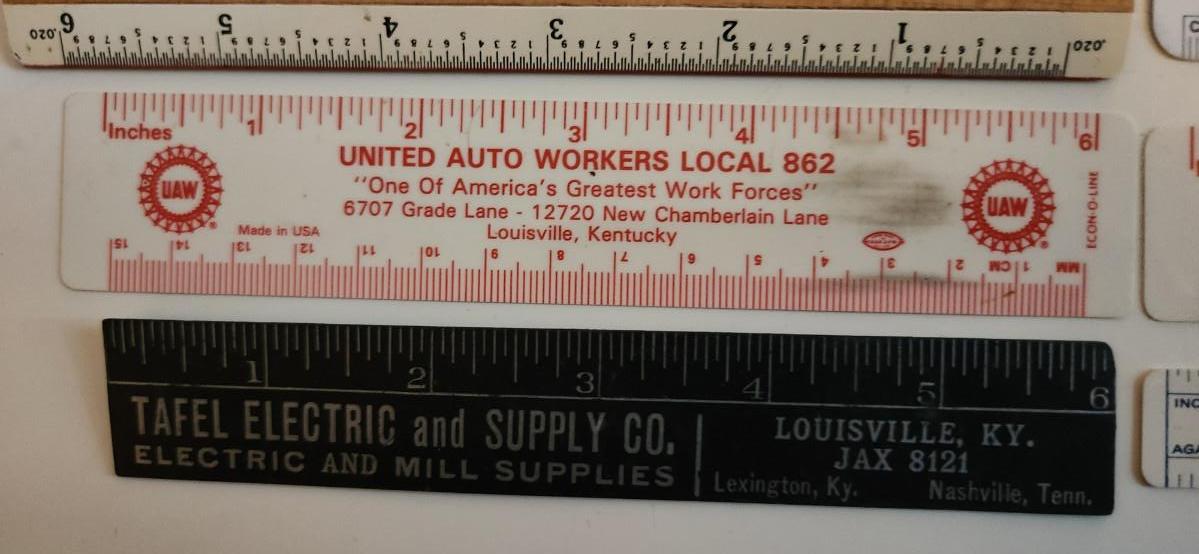 .020" 6 5 4 3 2 1 .020"
Inches 1 2 3 4 5 6
UNITED AUTO WORKERS LOCAL 862
UAW
"One Of America's Greatest Work Forces"
UAW
6707 Grade Lane - 12720 New Chamberlain Lane
Louisville, Kentucky
Made in USA
ECON-O-LINE
15 14 13 12 11 10 9 8 7 6 5 4 3 2 1 CM MM
1 2 3 4 5 6
TAFEL ELECTRIC and SUPPLY CO.
ELECTRIC AND MILL SUPPLIES
LOUISVILLE, KY.
JAX 8121
Lexington, Ky. Nashville, Tenn.